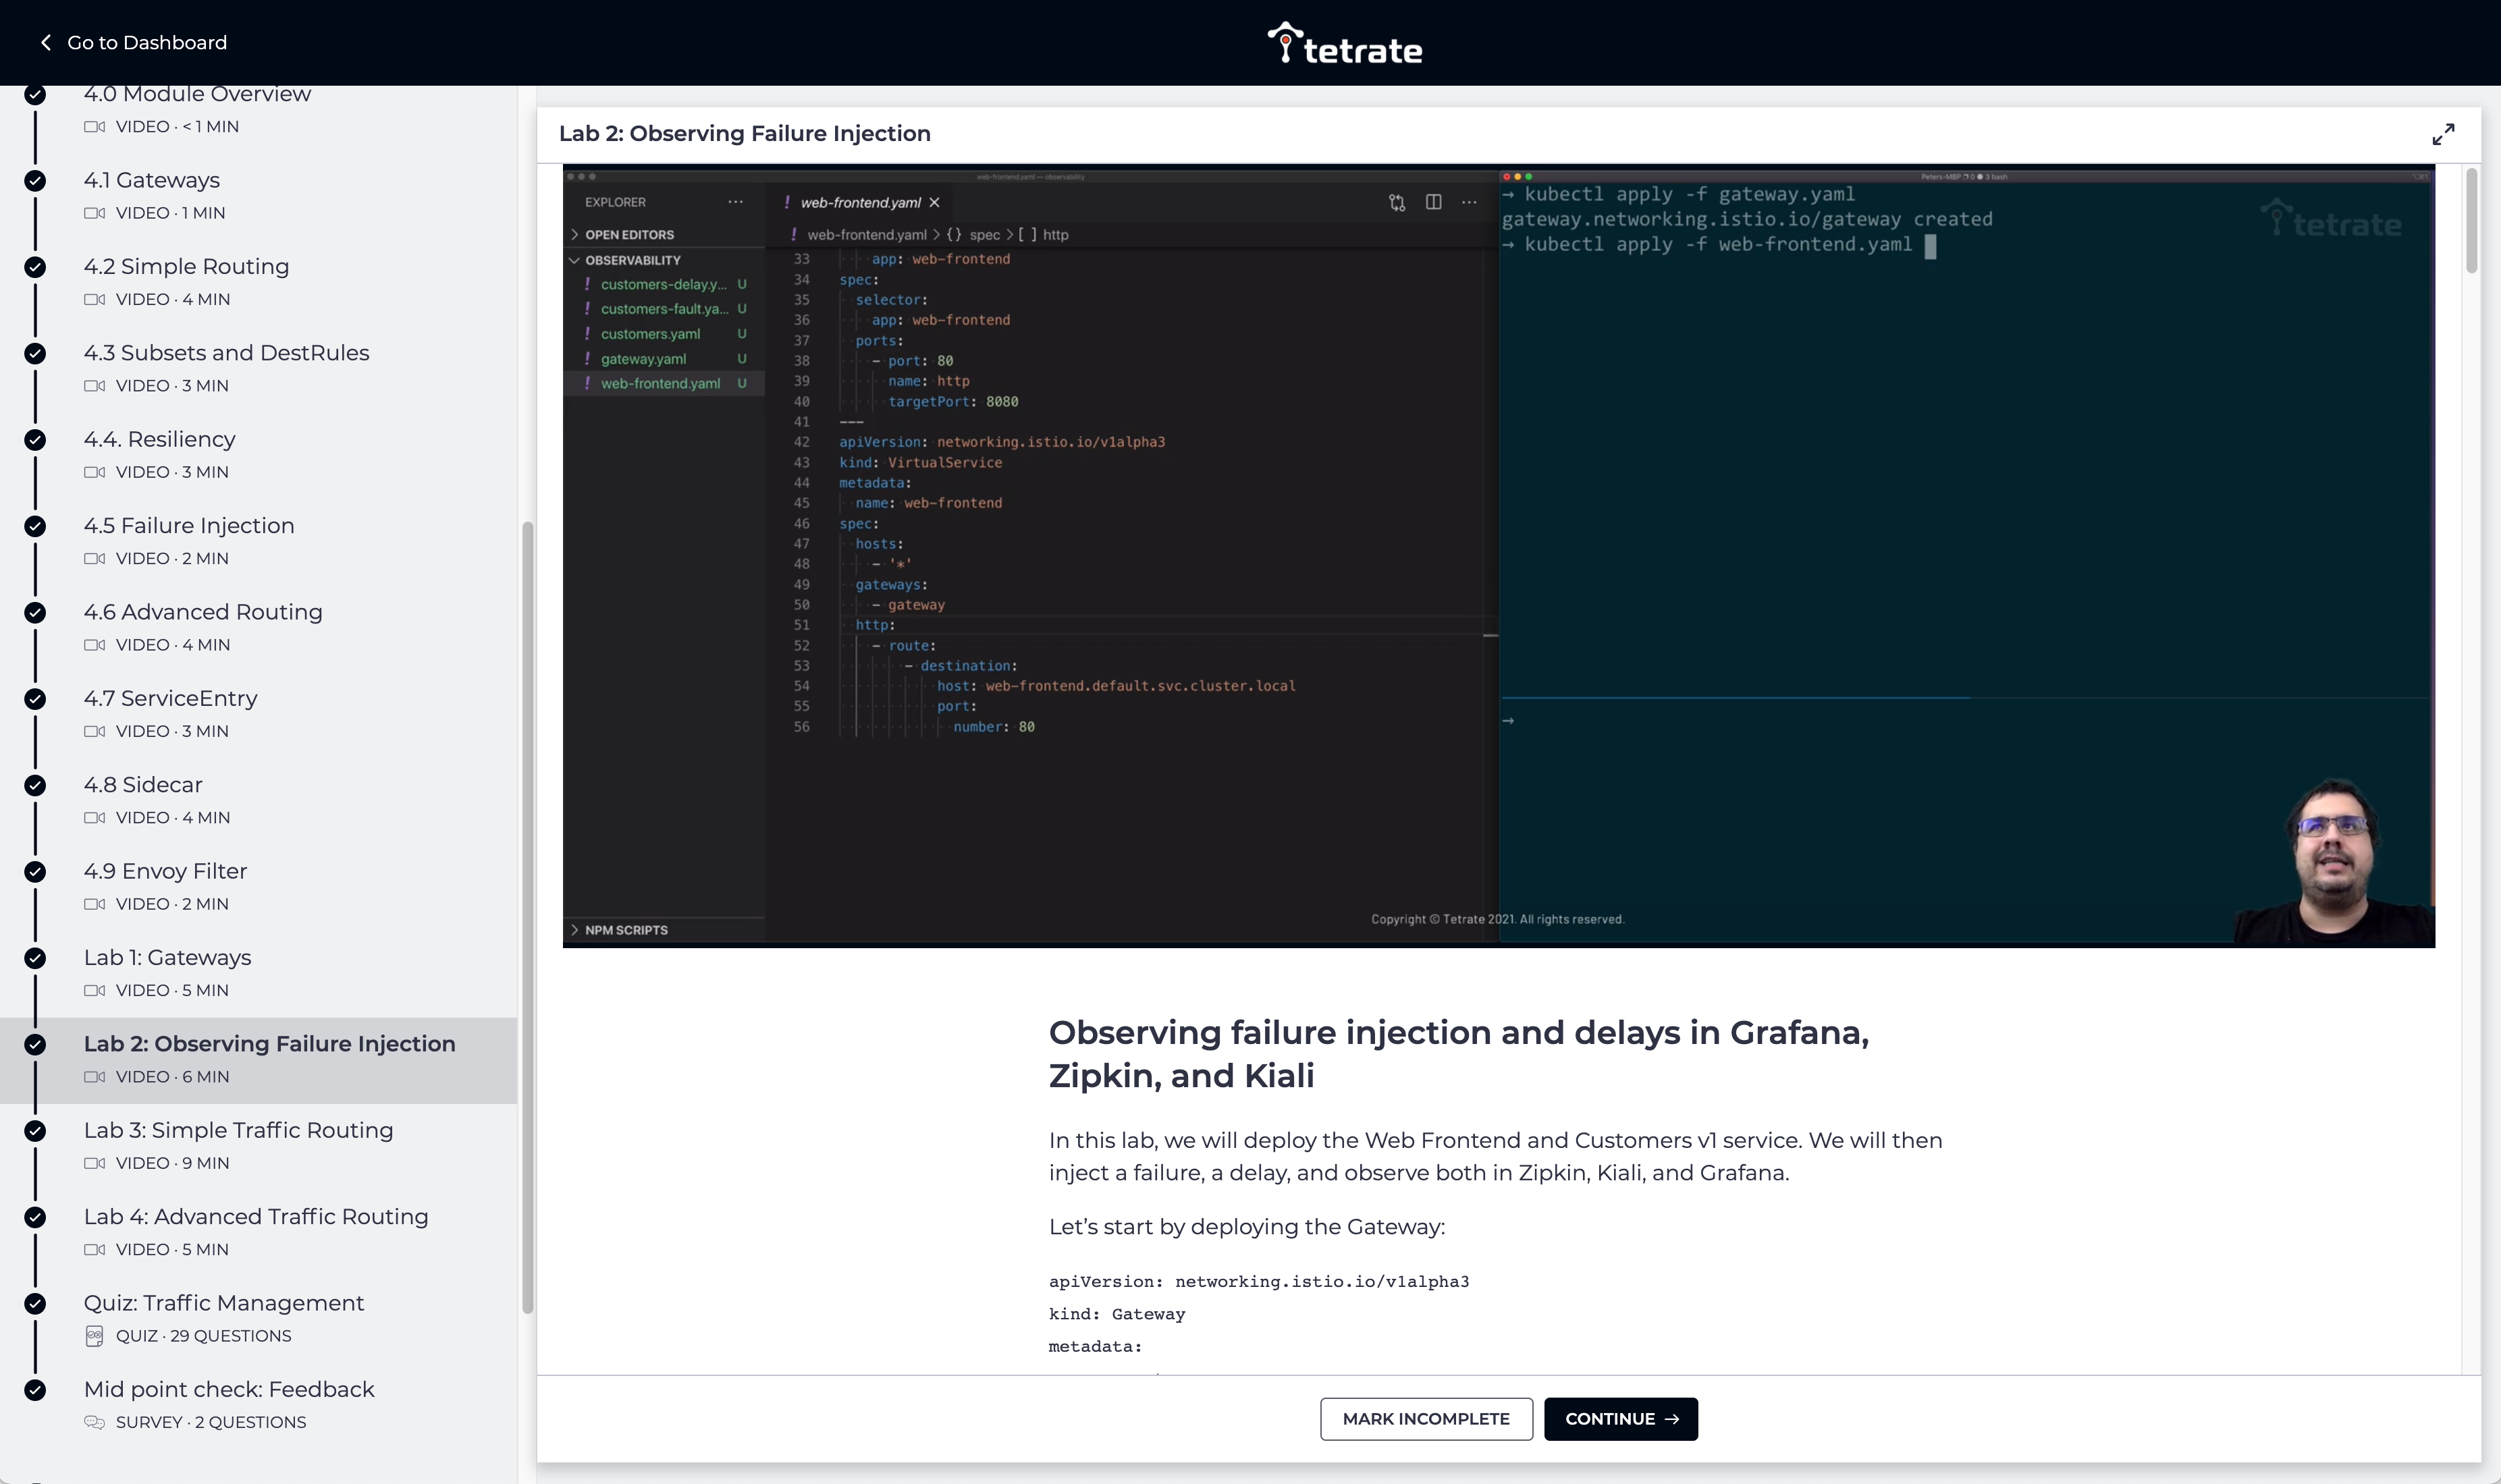 Go to Dashboard
tetrate
4.0 Module Overview
VIDEO · < 1 MIN
4.1 Gateways
VIDEO · 1 MIN
4.2 Simple Routing
VIDEO · 4 MIN
4.3 Subsets and DestRules
VIDEO · 3 MIN
4.4. Resiliency
VIDEO · 3 MIN
4.5 Failure Injection
VIDEO · 2 MIN
4.6 Advanced Routing
VIDEO · 4 MIN
4.7 ServiceEntry
VIDEO · 3 MIN
4.8 Sidecar
VIDEO · 4 MIN
4.9 Envoy Filter
VIDEO · 2 MIN
Lab 1: Gateways
VIDEO · 5 MIN
Lab 2: Observing Failure Injection
VIDEO · 6 MIN
Lab 3: Simple Traffic Routing
VIDEO · 9 MIN
Lab 4: Advanced Traffic Routing
VIDEO · 5 MIN
Quiz: Traffic Management
QUIZ · 29 QUESTIONS
Mid point check: Feedback
SURVEY · 2 QUESTIONS
Lab 2: Observing Failure Injection
web-frontend.yaml — observability
EXPLORER ···
OPEN EDITORS
OBSERVABILITY
! customers-delay.y... U
! customers-fault.ya... U
! customers.yaml U
! gateway.yaml U
! web-frontend.yaml U
NPM SCRIPTS
! web-frontend.yaml ×
! web-frontend.yaml > {} spec > [ ] http
33 app: web-frontend
34 spec:
35 selector:
36 app: web-frontend
37 ports:
38 - port: 80
39 name: http
40 targetPort: 8080
41 ---
42 apiVersion: networking.istio.io/v1alpha3
43 kind: VirtualService
44 metadata:
45 name: web-frontend
46 spec:
47 hosts:
48 - '*'
49 gateways:
50 - gateway
51 http:
52 - route:
53 - destination:
54 host: web-frontend.default.svc.cluster.local
55 port:
56 number: 80
→ kubectl apply -f gateway.yaml
gateway.networking.istio.io/gateway created
→ kubectl apply -f web-frontend.yaml
→
tetrate
Copyright © Tetrate 2021. All rights reserved.
Observing failure injection and delays in Grafana,
Zipkin, and Kiali
In this lab, we will deploy the Web Frontend and Customers v1 service. We will then
inject a failure, a delay, and observe both in Zipkin, Kiali, and Grafana.
Let’s start by deploying the Gateway:
apiVersion: networking.istio.io/v1alpha3
kind: Gateway
metadata:
MARK INCOMPLETE
CONTINUE →